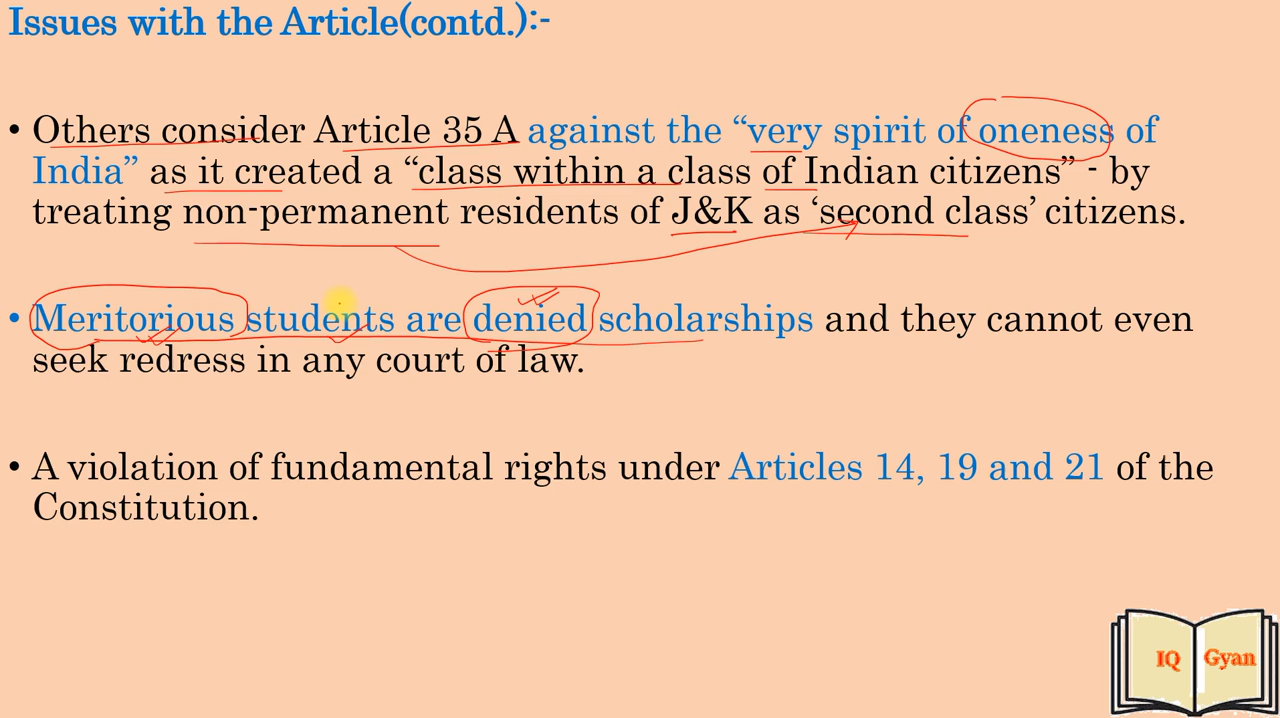 Issues with the Article(contd.):-
• Others consider Article 35 A against the “very spirit of oneness of
India” as it created a “class within a class of Indian citizens” - by
treating non-permanent residents of J&K as ‘second class’ citizens.
• Meritorious students are denied scholarships and they cannot even
seek redress in any court of law.
• A violation of fundamental rights under Articles 14, 19 and 21 of the
Constitution.
IQ Gyan